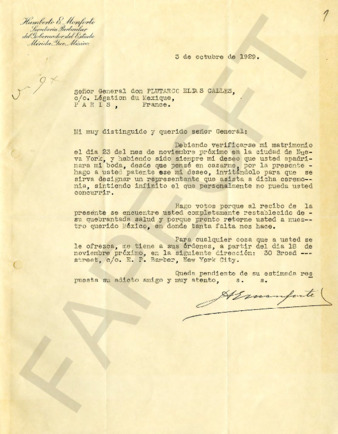 9
Humberto E. Monforte
Secretario Particular
del Gobernador del Estado
Mérida, Yuc. México
3 de octubre de 1929.
Señor General don PLUTARCO ELIAS CALLES,
c/o. Légation du Mexique,
P A R I S, France.
Mi muy distinguido y querido señor General:
Debiendo verificarse mi matrimonio
el día 23 del mes de noviembre próximo en la ciudad de Nue
va York, y habiendo sido siempre mi deseo que usted apadri
nara mi boda, desde que pensé en casarme, por la presente
hago a usted patente ese mi deseo, invitándolo para que se
sirva designar un representante que asista a dicha ceremo-
nia, sintiendo infinito el que personalmente no pueda usted
concurrir.
Hago votos porque al recibo de la
presente se encuentre usted completamente restablecido de
su quebrantada salud y porque pronto retorne usted a nues-
tro querido México, en donde tanta falta nos hace.
Para cualquier cosa que a usted se
le ofrezca, me tiene a sus órdenes, a partir del día 18 de
noviembre próximo, en la siguiente dirección: 30 Broad
street, c/o. E. P. Barber, New York City.
Queda pendiente de su estimada res
puesta su adicto amigo y muy atento, s. s.
HEmonforte
FAPECFT